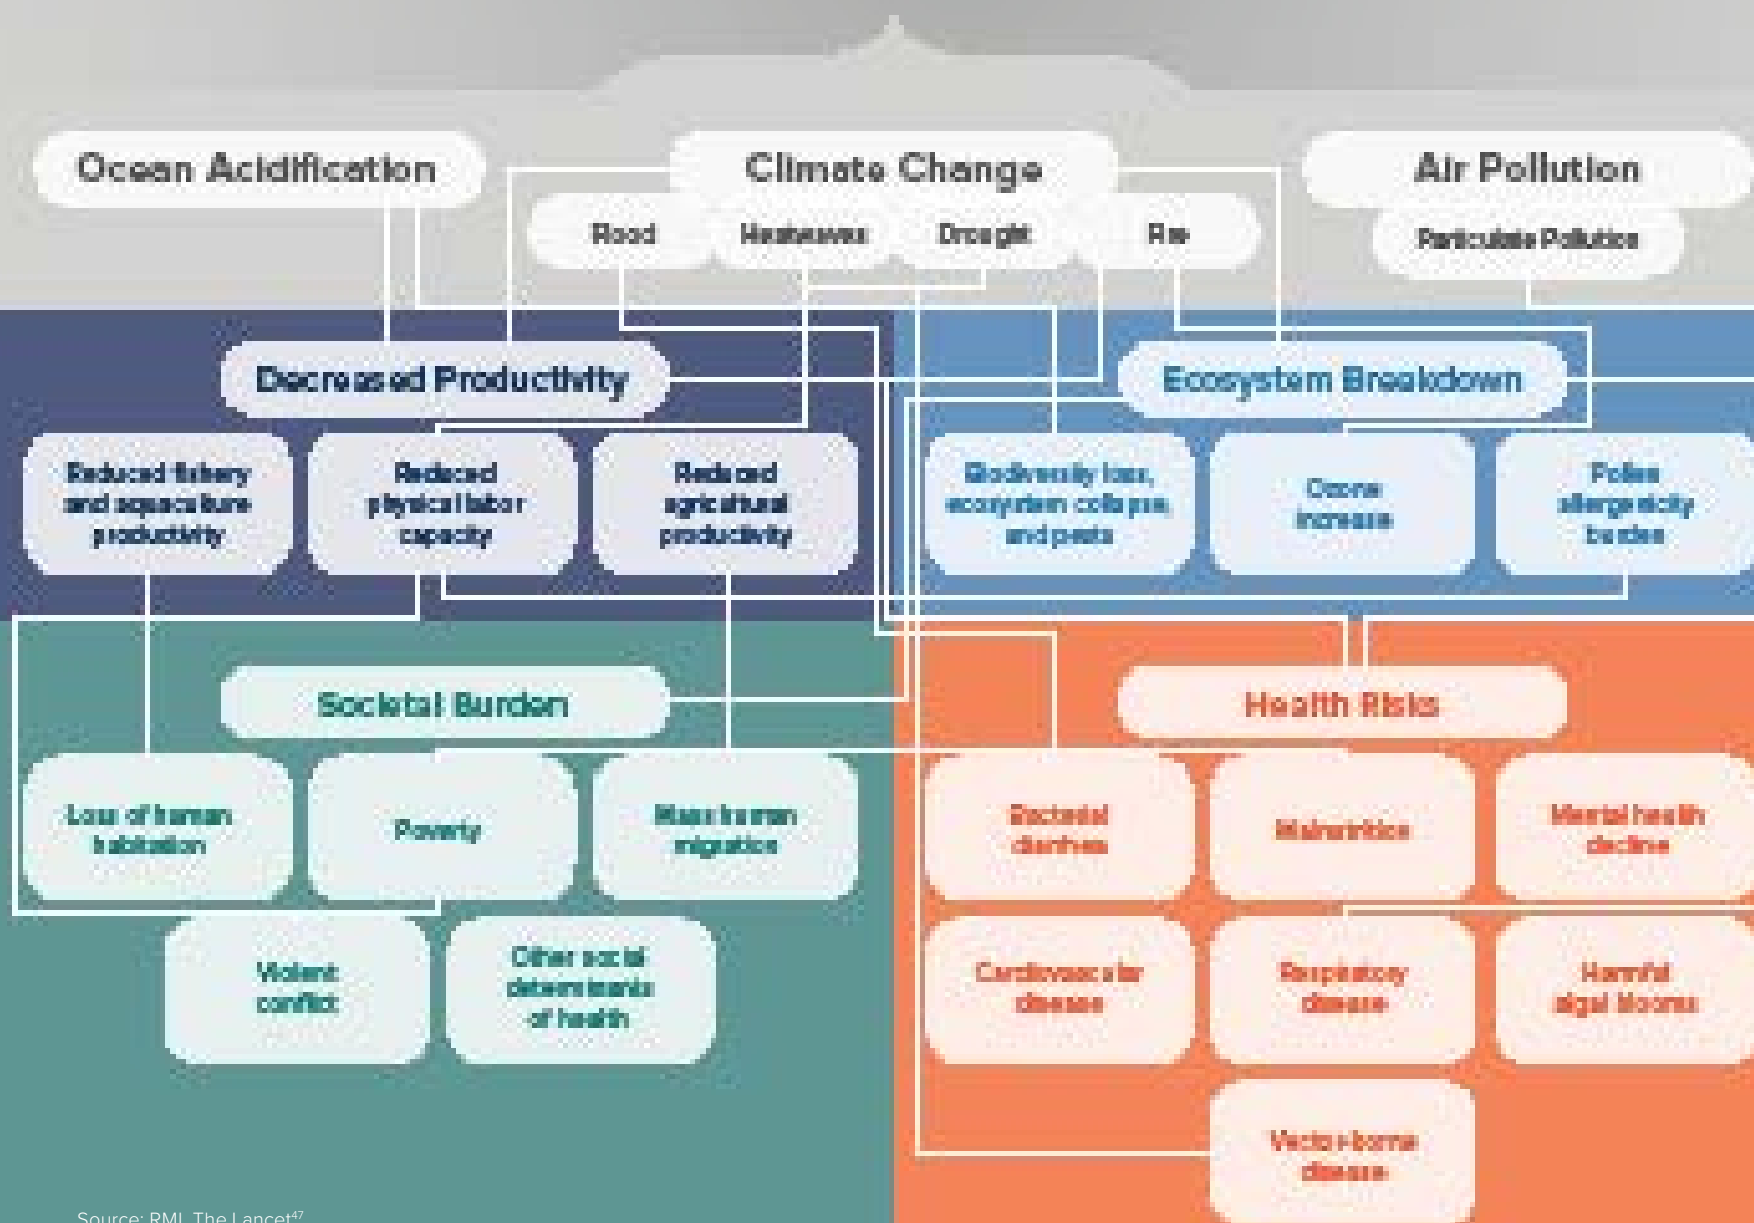 Ocean Acidification
Climate Change
Air Pollution
Flood
Heatwaves
Drought
Fire
Particulate Pollution
Decreased Productivity
Ecosystem Breakdown
Reduced fishery
and aquaculture
productivity
Reduced
physical labor
capacity
Reduced
agricultural
productivity
Biodiversity loss,
ecosystem collapse,
and pests
Ozone
increase
Pollen
allergenicity
burden
Societal Burden
Health Risks
Loss of human
habitation
Poverty
Mass human
migration
Bacterial
diarrhea
Malnutrition
Mental health
decline
Violent
conflict
Other social
determinants
of health
Cardiovascular
disease
Respiratory
disease
Harmful
algal blooms
Vector-borne
disease
Source: RMI, The Lancet⁴⁷